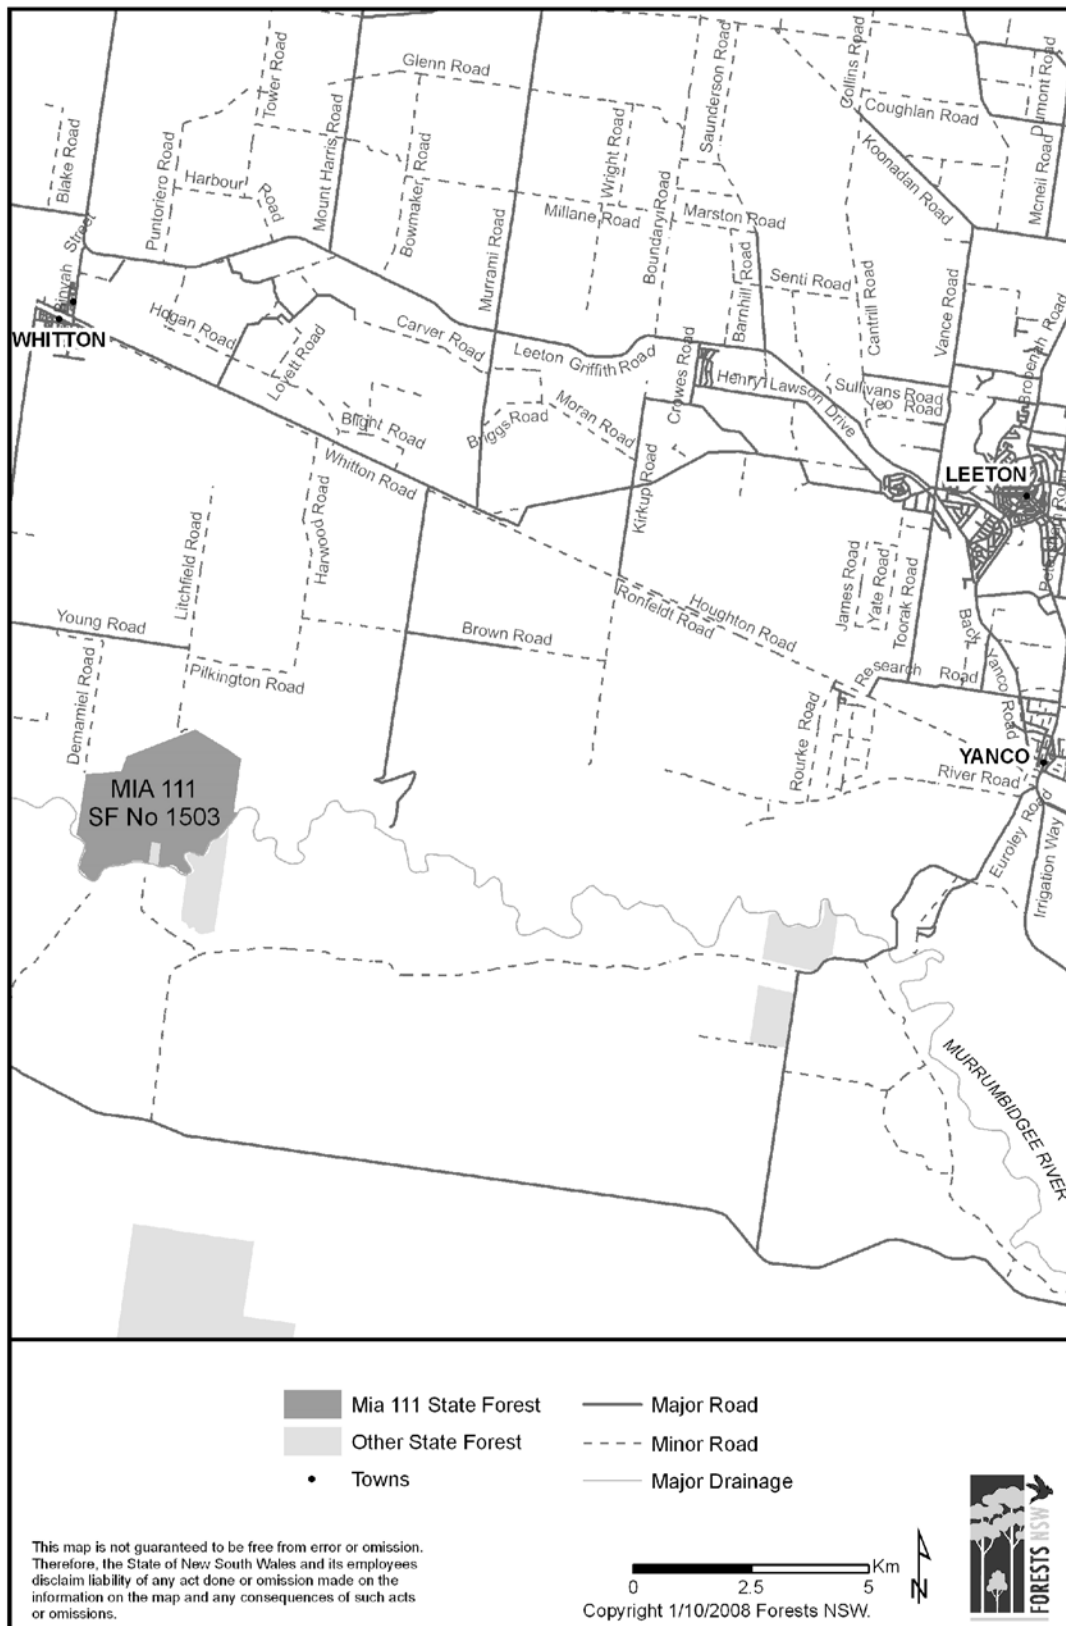 Glenn Road
Tower Road
Mount Harris Road
Saunderson Road
Collins Road
Coughlan Road
Dumont Road
Blake Road
Puntoriero Road
Harbour Road
Bowmaker Road
Wright Road
Koonadan Road
Mcneil Road
Millane Road
Marston Road
Boundary Road
Murrami Road
Binyah Street
Barnhill Road
Senti Road
Cantrill Road
Vance Road
Brobenah Road
WHITTON
Hogan Road
Lovett Road
Carver Road
Leeton Griffith Road
Crowes Road
Henry Lawson Drive
Sullivans Road
Road
Briggs Road
Moran Road
Blight Road
Whitton Road
Kirkup Road
LEETON
Litchfield Road
Harwood Road
James Road
Yate Road
Toorak Road
Ronfeldt Road
Houghton Road
Young Road
Brown Road
Back Yanco Road
Research Road
Pilkington Road
Demamiel Road
Rourke Road
YANCO
River Road
MIA 111
SF No 1503
Euroley Road
Irrigation Way
MURRUMBIDGEE RIVER
Mia 111 State Forest
Major Road
Other State Forest
Minor Road
Towns
Major Drainage
This map is not guaranteed to be free from error or omission.
Therefore, the State of New South Wales and its employees
disclaim liability of any act done or omission made on the
information on the map and any consequences of such acts
or omissions.
Km
0 2.5 5
Copyright 1/10/2008 Forests NSW.
N
FORESTS NSW